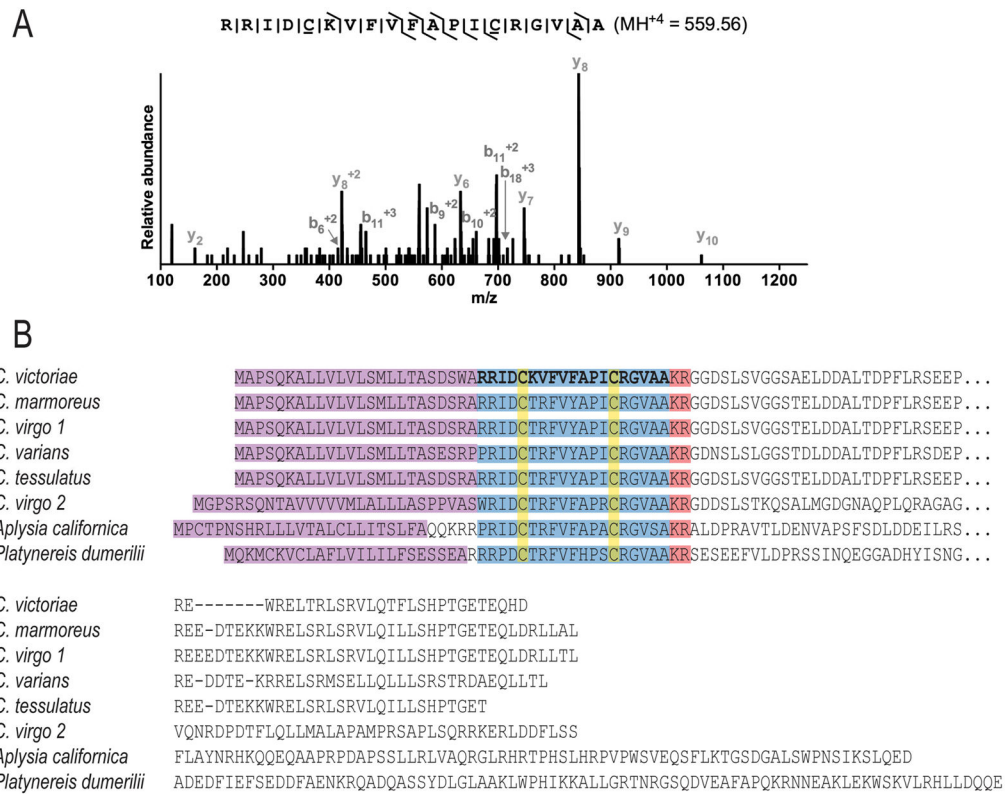 A
R|R|I|D|C|K|V|F|V|F|A|P|I|C|R|G|V|A|A (MH+4 = 559.56)
y8
b11+2
y8+2
y6
b18+3
b6+2
b11+3
b9+2
b10+2
y7
y2
y9
y10
Relative abundance
100 200 300 400 500 600 700 800 900 1000 1100 1200
m/z
B
C. victoriae MAPSQKALLVLVLSMLLTASDSWARRIDCKVFVFAPICRGVAAKRGGDSLSVGGSAELDDALTDPFLRSEEP...
C. marmoreus MAPSQKALLVLVLSMLLTASDSRARRIDCTRFVYAPICRGVAAKRGGDSLSVGGSTELDDALTDPFLRSEEP...
C. virgo 1 MAPSQKALLVLVLSMLLTASDSRARRIDCTRFVYAPICRGVAAKRGGDSLSVGGSTELDDALTDPFLRSEEP...
C. varians MAPSQKALLVLVLSMLLTASESRPPRIDCTRFVYAPICRGVAAKRGDNSLSLGGSTELDDALTDPFLRSEEP...
C. tessulatus MAPSQKALLVLVLSMLLTASDSRARRIDCTRFVYAPICRGVAAKRGGDSLSVGGSTELDDALTDPFLRSEEP...
C. virgo 2 MGPSRSQNTAVVVVVMLALLLASPPVASWRIDCTRFVFAPRCRGVAAKRGDDSLSTKQSALMGDGNAQPLQRAGAG...
Aplysia californica MPCTPNSHRLLLVTALCLLITSLFAQQKRRPRIDCTRFVFAPACRGVSAKRALDPRAVTLDENVAPSFSDLDDEILRS...
Platynereis dumerilii MQKMCKVCLAFLVILILFSESSEARRRPDCTRFVFHPSCRGVAAKRSESEEFVLDPRSSINQEGGADHYISNG...
C. victoriae RE-------WRELTRLSRVLQTFLSHPTGETEQHD
C. marmoreus REE-DTEKKWRELSRLSRVLQILLSHPTGETEQLDRLLAL
C. virgo 1 REEEDTEKKWRELSRLSRVLQILLSHPTGETEQLDRLLTL
C. varians RE-DDTE-KRRELSRMSELLQLLLSRSTRDAEQLLTL
C. tessulatus REE-DTEKKWRELSRLSRVLQILLSHPTGET
C. virgo 2 VQNRDPDTFLQLLMALAPAMPRSAPLSQRRKERLDDFLSS
Aplysia californica FLAYNRHKQQEQAAPRPDAPSSLLRLVAQRGLRHRTPHSLHRPVPWSVEQSFLKTGSDGALSWPNSIKSLQED
Platynereis dumerilii ADEDFIEFSEDDFAENKRQADQASSYDLGLAAKLWPHIKKALLGRTNRGSQDVEAFAPQKRNNEAKLEKWSKVLRHLLDQQE